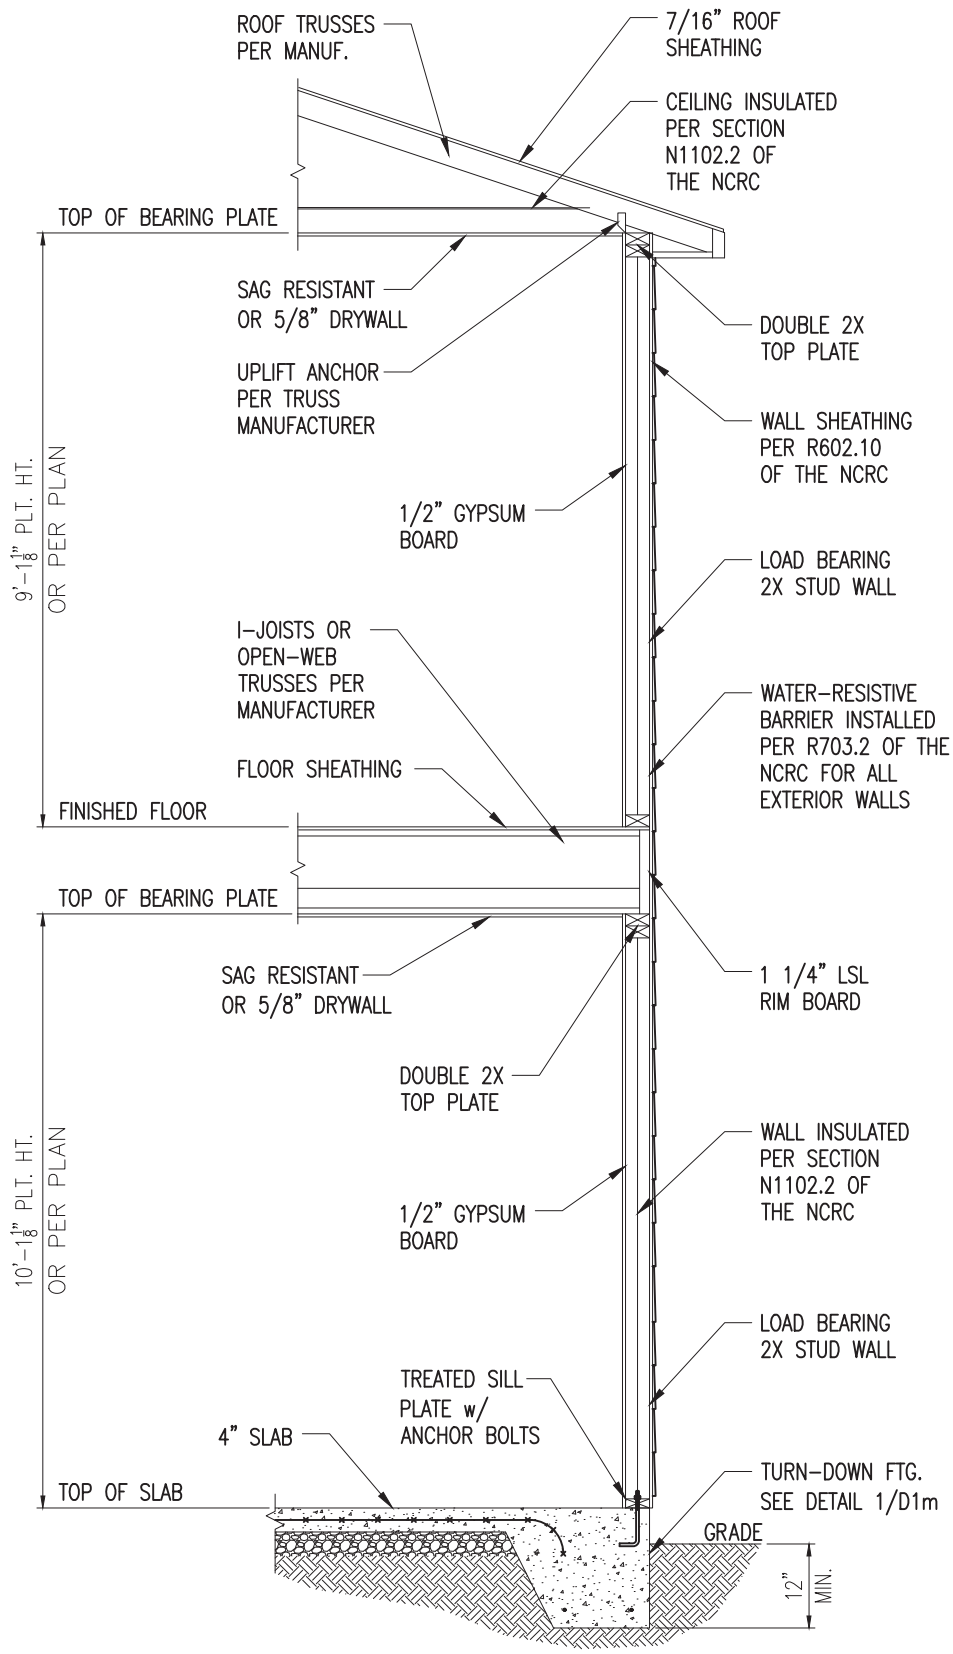 ROOF TRUSSES
PER MANUF.
7/16” ROOF
SHEATHING
CEILING INSULATED
PER SECTION
N1102.2 OF
THE NCRC
TOP OF BEARING PLATE
SAG RESISTANT
OR 5/8” DRYWALL
DOUBLE 2X
TOP PLATE
UPLIFT ANCHOR
PER TRUSS
MANUFACTURER
WALL SHEATHING
PER R602.10
OF THE NCRC
9'-1 1/8” PLT. HT.
OR PER PLAN
1/2” GYPSUM
BOARD
LOAD BEARING
2X STUD WALL
I-JOISTS OR
OPEN-WEB
TRUSSES PER
MANUFACTURER
WATER-RESISTIVE
BARRIER INSTALLED
PER R703.2 OF THE
NCRC FOR ALL
EXTERIOR WALLS
FLOOR SHEATHING
FINISHED FLOOR
TOP OF BEARING PLATE
SAG RESISTANT
OR 5/8” DRYWALL
1 1/4” LSL
RIM BOARD
DOUBLE 2X
TOP PLATE
WALL INSULATED
PER SECTION
N1102.2 OF
THE NCRC
10'-1 1/8” PLT. HT.
OR PER PLAN
1/2” GYPSUM
BOARD
LOAD BEARING
2X STUD WALL
TREATED SILL
PLATE w/
ANCHOR BOLTS
4” SLAB
TOP OF SLAB
TURN-DOWN FTG.
SEE DETAIL 1/D1m
GRADE
12”
MIN.